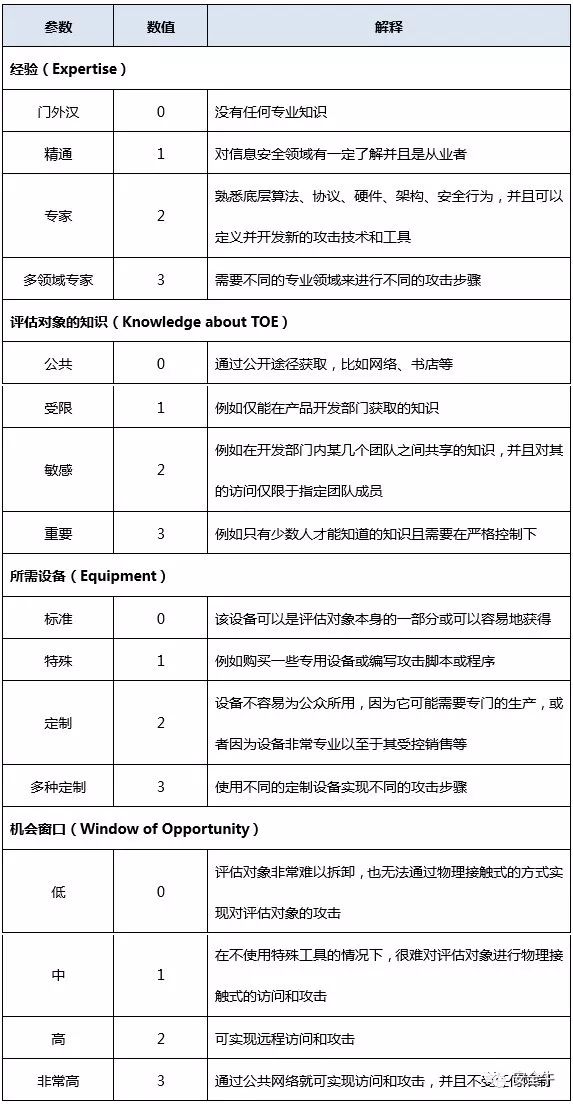 参数 数值 解释
经验（Expertise）
门外汉 0 没有任何专业知识
精通 1 对信息安全领域有一定了解并且是从业者
专家 2 熟悉底层算法、协议、硬件、架构、安全行为，并且可以
定义并开发新的攻击技术和工具
多领域专家 3 需要不同的专业领域来进行不同的攻击步骤
评估对象的知识（Knowledge about TOE）
公共 0 通过公开途径获取，比如网络、书店等
受限 1 例如仅能在产品开发部门获取的知识
敏感 2 例如在开发部门内某几个团队之间共享的知识，并且对其
的访问仅限于指定团队成员
重要 3 例如只有少数人才能知道的知识且需要在严格控制下
所需设备（Equipment）
标准 0 该设备可以是评估对象本身的一部分或可以容易地获得
特殊 1 例如购买一些专用设备或编写攻击脚本或程序
定制 2 设备不容易为公众所用，因为它可能需要专门的生产，或
者因为设备非常专业以至于其受控销售等
多种定制 3 使用不同的定制设备实现不同的攻击步骤
机会窗口（Window of Opportunity）
低 0 评估对象非常难以拆卸，也无法通过物理接触式的方式实
现对评估对象的攻击
中 1 在不使用特殊工具的情况下，很难对评估对象进行物理接
触式的访问和攻击
高 2 可实现远程访问和攻击
非常高 3 通过公共网络就可实现访问和攻击，并且不受任何限制
安全牛